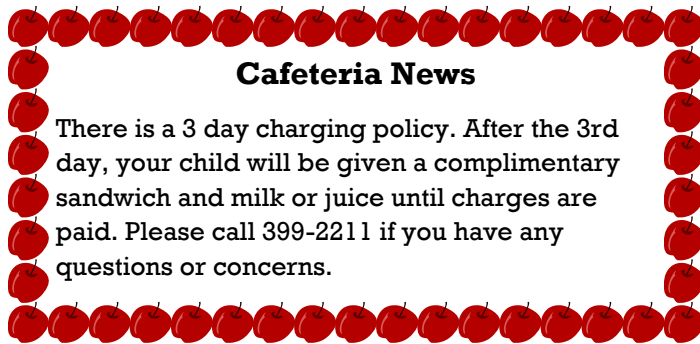 Cafeteria News
There is a 3 day charging policy. After the 3rd
day, your child will be given a complimentary
sandwich and milk or juice until charges are
paid. Please call 399-2211 if you have any
questions or concerns.